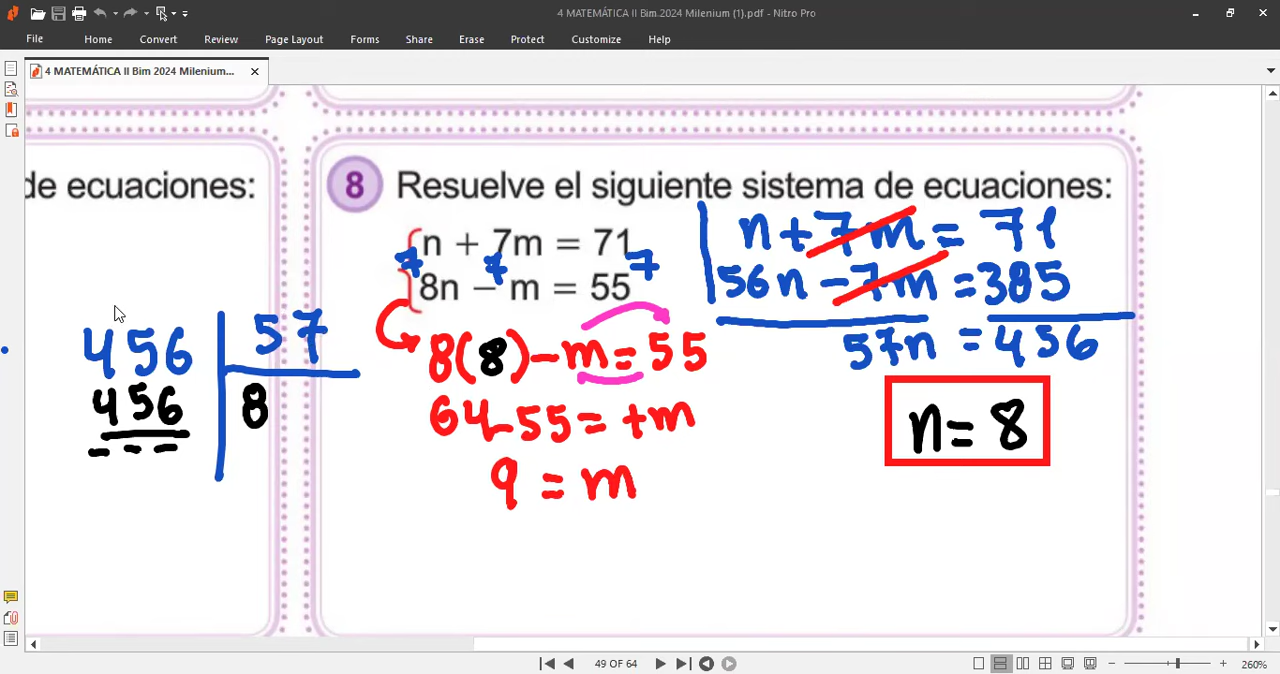 4 MATEMÁTICA II Bim.2024 Milenium (1).pdf - Nitro Pro
File Home Convert Review Page Layout Forms Share Erase Protect Customize Help
4 MATEMÁTICA II Bim 2024 Milenium...
de ecuaciones:
8 Resuelve el siguiente sistema de ecuaciones:
n + 7m = 71
7 7 7
8n - m = 55
n+7m = 71
56n-7m =385
57n = 456
n= 8
456 57
456 8
8(8)-m=55
64-55=+m
9 = m
49 OF 64
260%